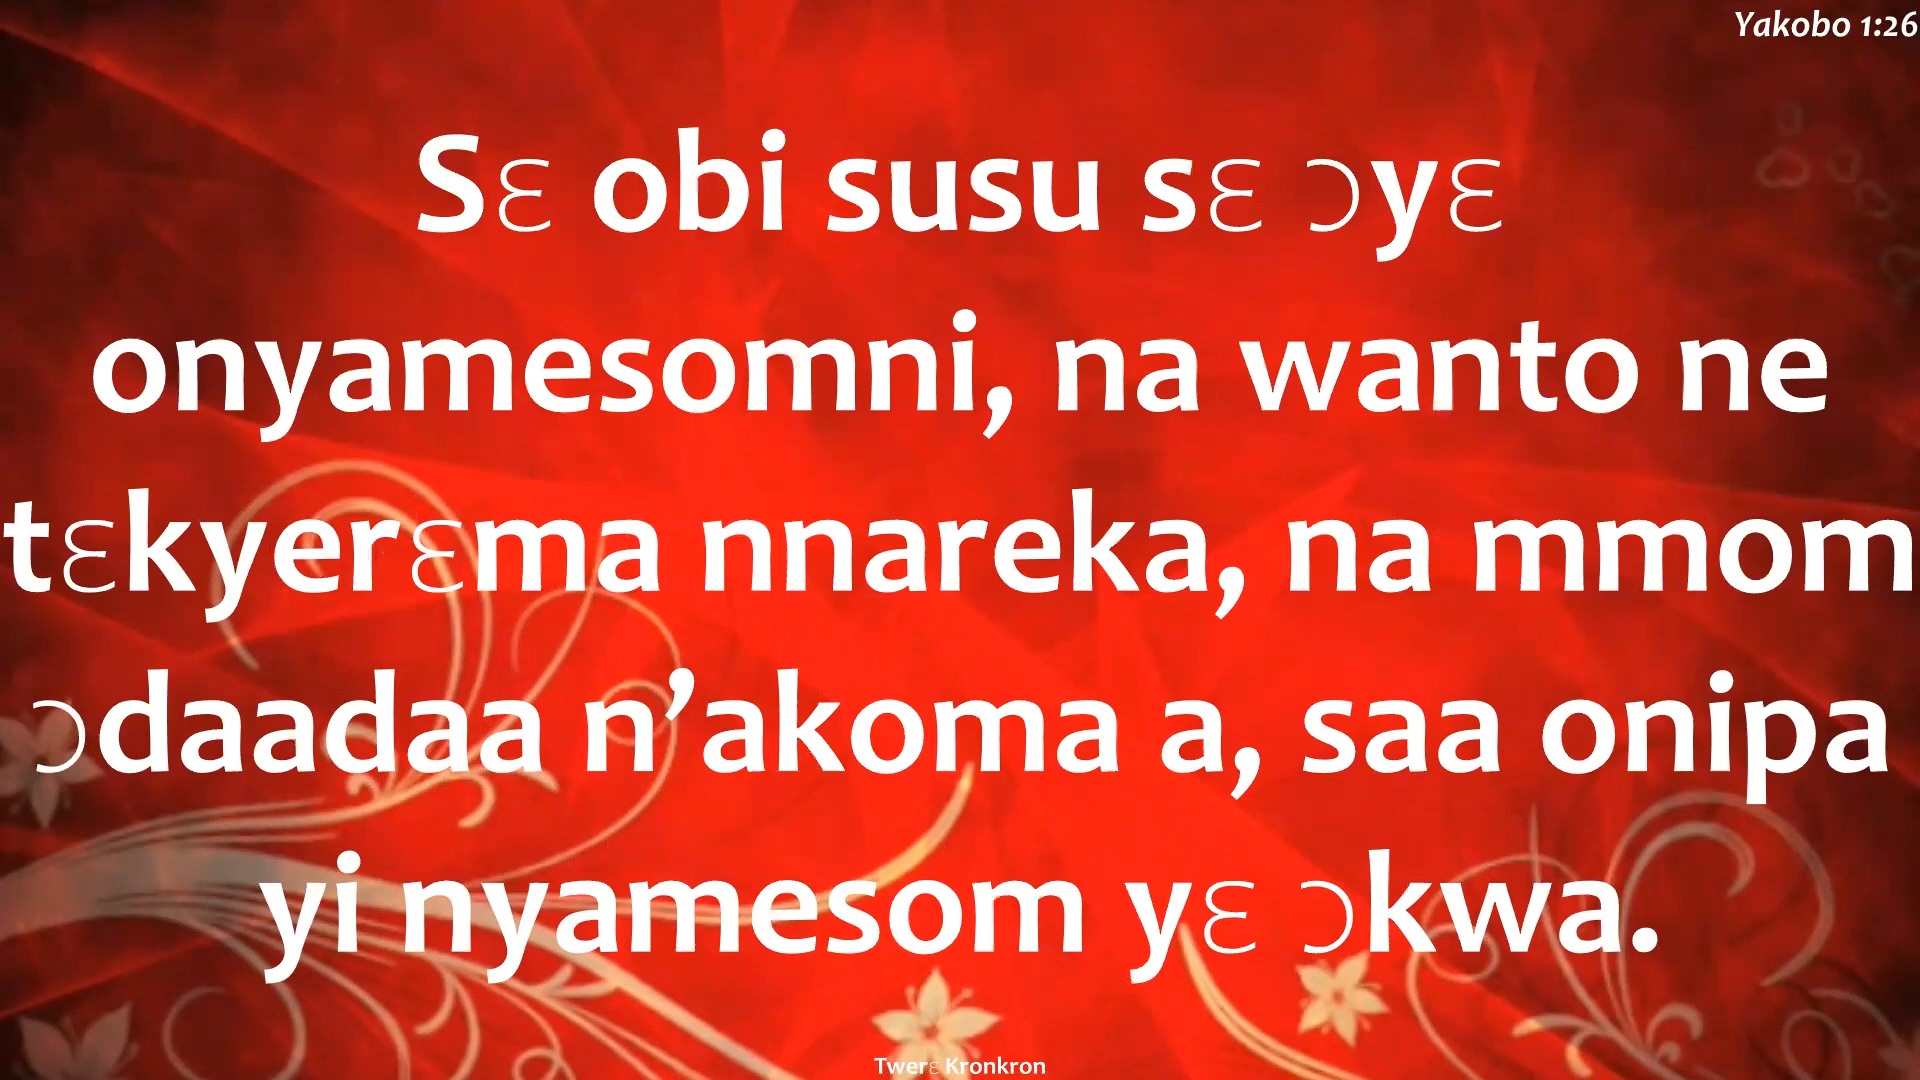 Yakobo 1:26
Sɛ obi susu sɛ ɔyɛ
onyamesomni, na wanto ne
tɛkyerɛma nnareka, na mmom
ɔdaadaa n’akoma a, saa onipa
yi nyamesom yɛ ɔkwa.
Twerɛ Kronkron